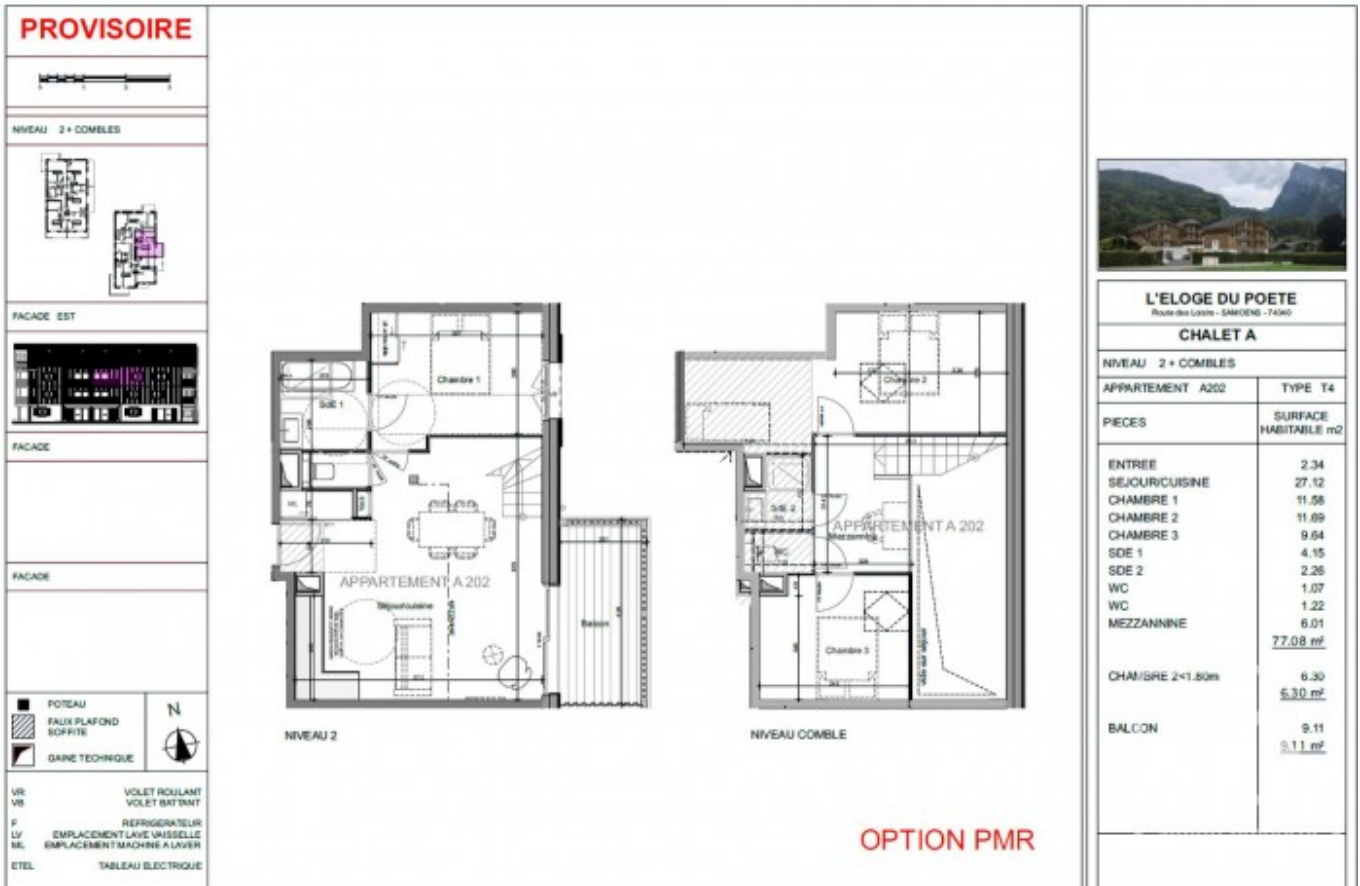 PROVISOIRE
NIVEAU 2 + COMBLES
FACADE EST
FACADE
FACADE
POTEAU
FAUX PLAFOND
SOFFITE
GAINE TECHNIQUE
N
VR VOLET ROULANT
VB VOLET BATTANT
F REFRIGERATEUR
LV EMPLACEMENT LAVE VAISSELLE
ML EMPLACEMENT MACHINE A LAVER
ETEL TABLEAU ELECTRIQUE
Chambre 1
SdE 1
APPARTEMENT A 202
Séjour/cuisine
Balcon
NIVEAU 2
Chambre 2
SdE 2
APPARTEMENT A 202
Mezzanine
Chambre 3
NIVEAU COMBLE
OPTION PMR
L'ELOGE DU POETE
Route des Loisirs - SAMOENS - 74340
CHALET A
NIVEAU 2 + COMBLES
APPARTEMENT A202 TYPE T4
PIECES SURFACE
HABITABLE m2
ENTREE 2.34
SEJOUR/CUISINE 27.12
CHAMBRE 1 11.58
CHAMBRE 2 11.69
CHAMBRE 3 9.64
SDE 1 4.15
SDE 2 2.26
WC 1.07
WC 1.22
MEZZANNINE 6.01
77.08 m²
CHAMBRE 2<1.80m 6.30
6.30 m²
BALCON 9.11
9.11 m²